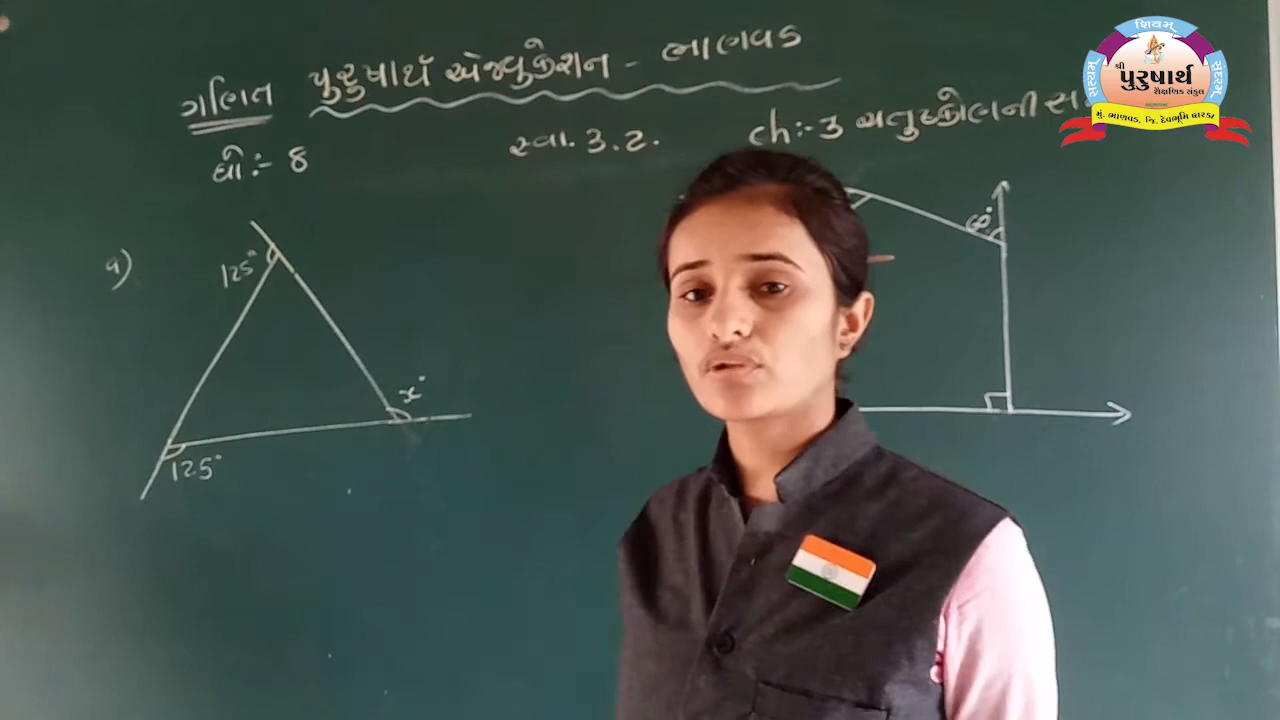 ગણિત પુરુષાર્થ એજ્યુકેશન - ભાણવડ
ધો:- 8
સ્વા. 3.2.
ch:- 3 ચતુષ્કોણની
૧)
125°
125°
x°
શિવમ્
સત્યમ્
સુંદરમ્
શ્રી
પુરુષાર્થ
શૈક્ષણિક સંકુલ
મું. ભાણવડ, જિ. દેવભૂમિ દ્વારકા